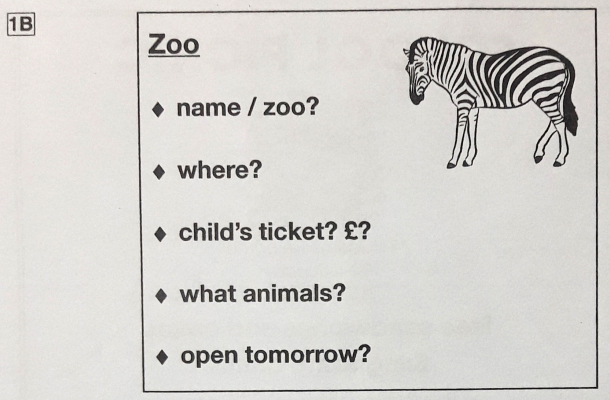 1B
Zoo
♦ name / zoo?
♦ where?
♦ child's ticket? £?
♦ what animals?
♦ open tomorrow?